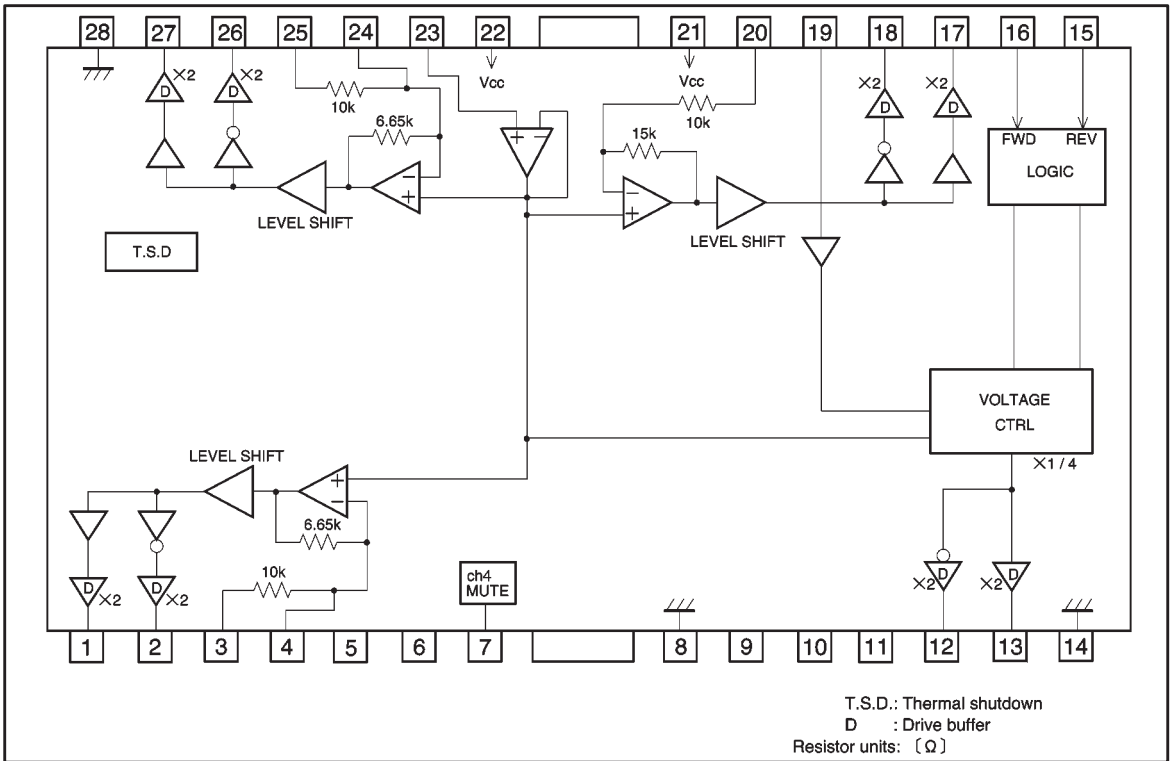 28 27 26 25 24 23 22 21 20 19 18 17 16 15
×2 ×2 Vcc Vcc ×2 ×2
D D D D
10k 10k
6.65k 15k FWD REV
LOGIC
+ −
− +
− +
LEVEL SHIFT
LEVEL SHIFT
T.S.D
VOLTAGE
CTRL
×1/4
LEVEL SHIFT
+ −
6.65k
10k
ch4
MUTE
D ×2 D ×2
×2 D ×2 D
1 2 3 4 5 6 7 8 9 10 11 12 13 14
T.S.D.: Thermal shutdown
D : Drive buffer
Resistor units: 〔Ω〕